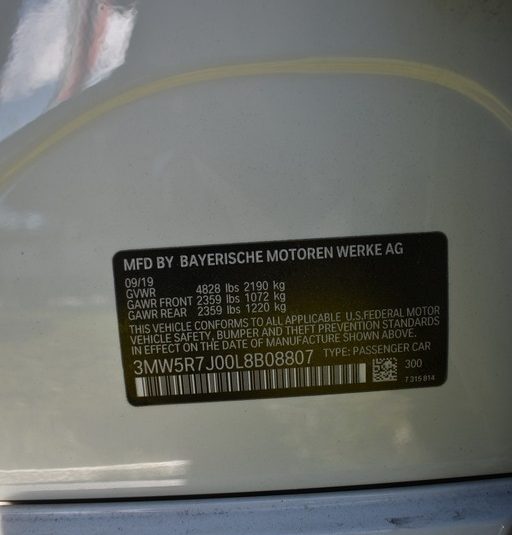 MFD BY BAYERISCHE MOTOREN WERKE AG
09/19
GVWR 4828 lbs 2190 kg
GAWR FRONT 2359 lbs 1072 kg
GAWR REAR 2359 lbs 1220 kg
THIS VEHICLE CONFORMS TO ALL APPLICABLE U.S.FEDERAL MOTOR
VEHICLE SAFETY, BUMPER AND THEFT PREVENTION STANDARDS
IN EFFECT ON THE DATE OF MANUFACTURE SHOWN ABOVE.
3MW5R7J00L8B08807 TYPE: PASSENGER CAR
300
7 315 814